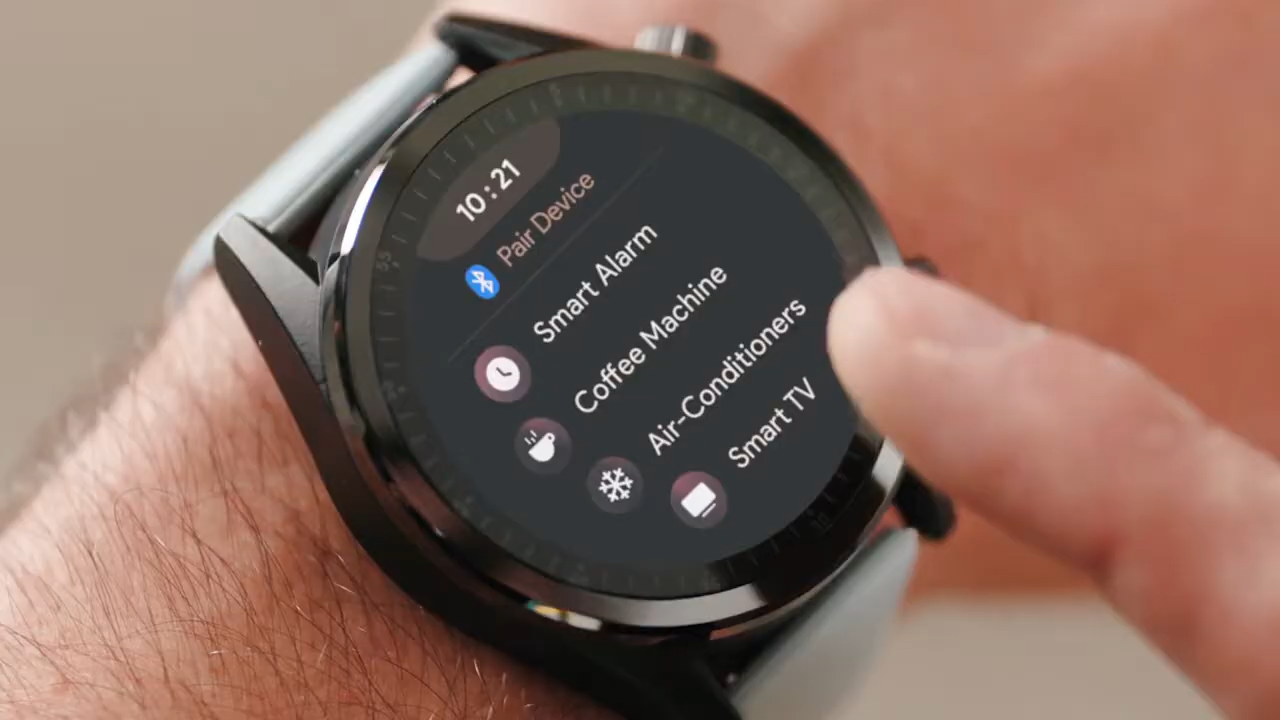 10:21
Pair Device
Smart Alarm
Coffee Machine
Air-Conditioners
Smart TV